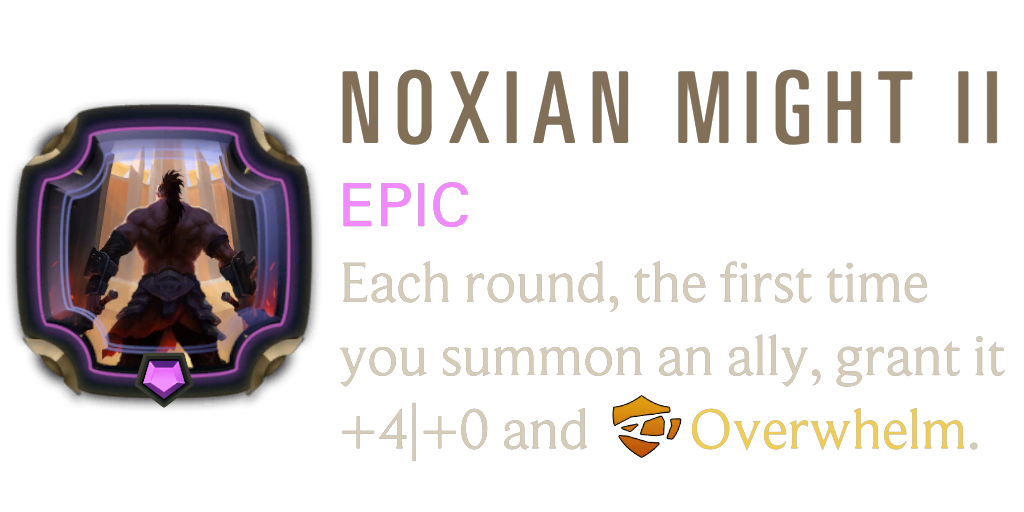 NOXIAN MIGHT II
EPIC
Each round, the first time
you summon an ally, grant it
+4|+0 and Overwhelm.